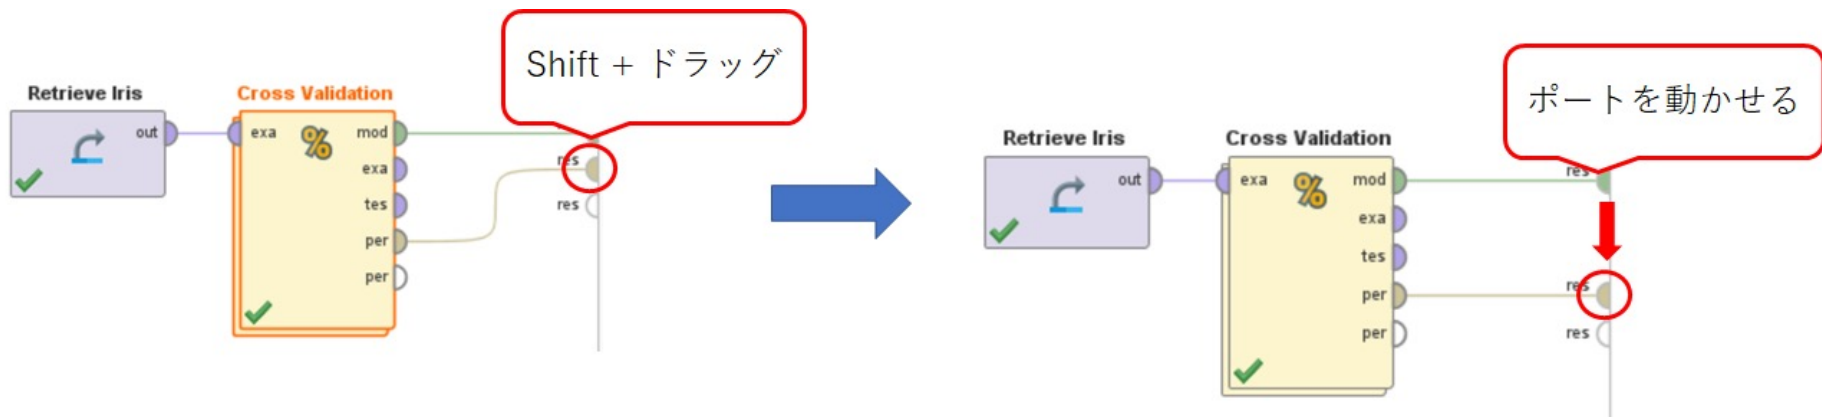 Shift + ドラッグ
Retrieve Iris
out
Cross Validation
exa
mod
exa
tes
per
per
res
res
ポートを動かせる
Retrieve Iris
out
Cross Validation
exa
mod
exa
tes
per
per
res
res
res